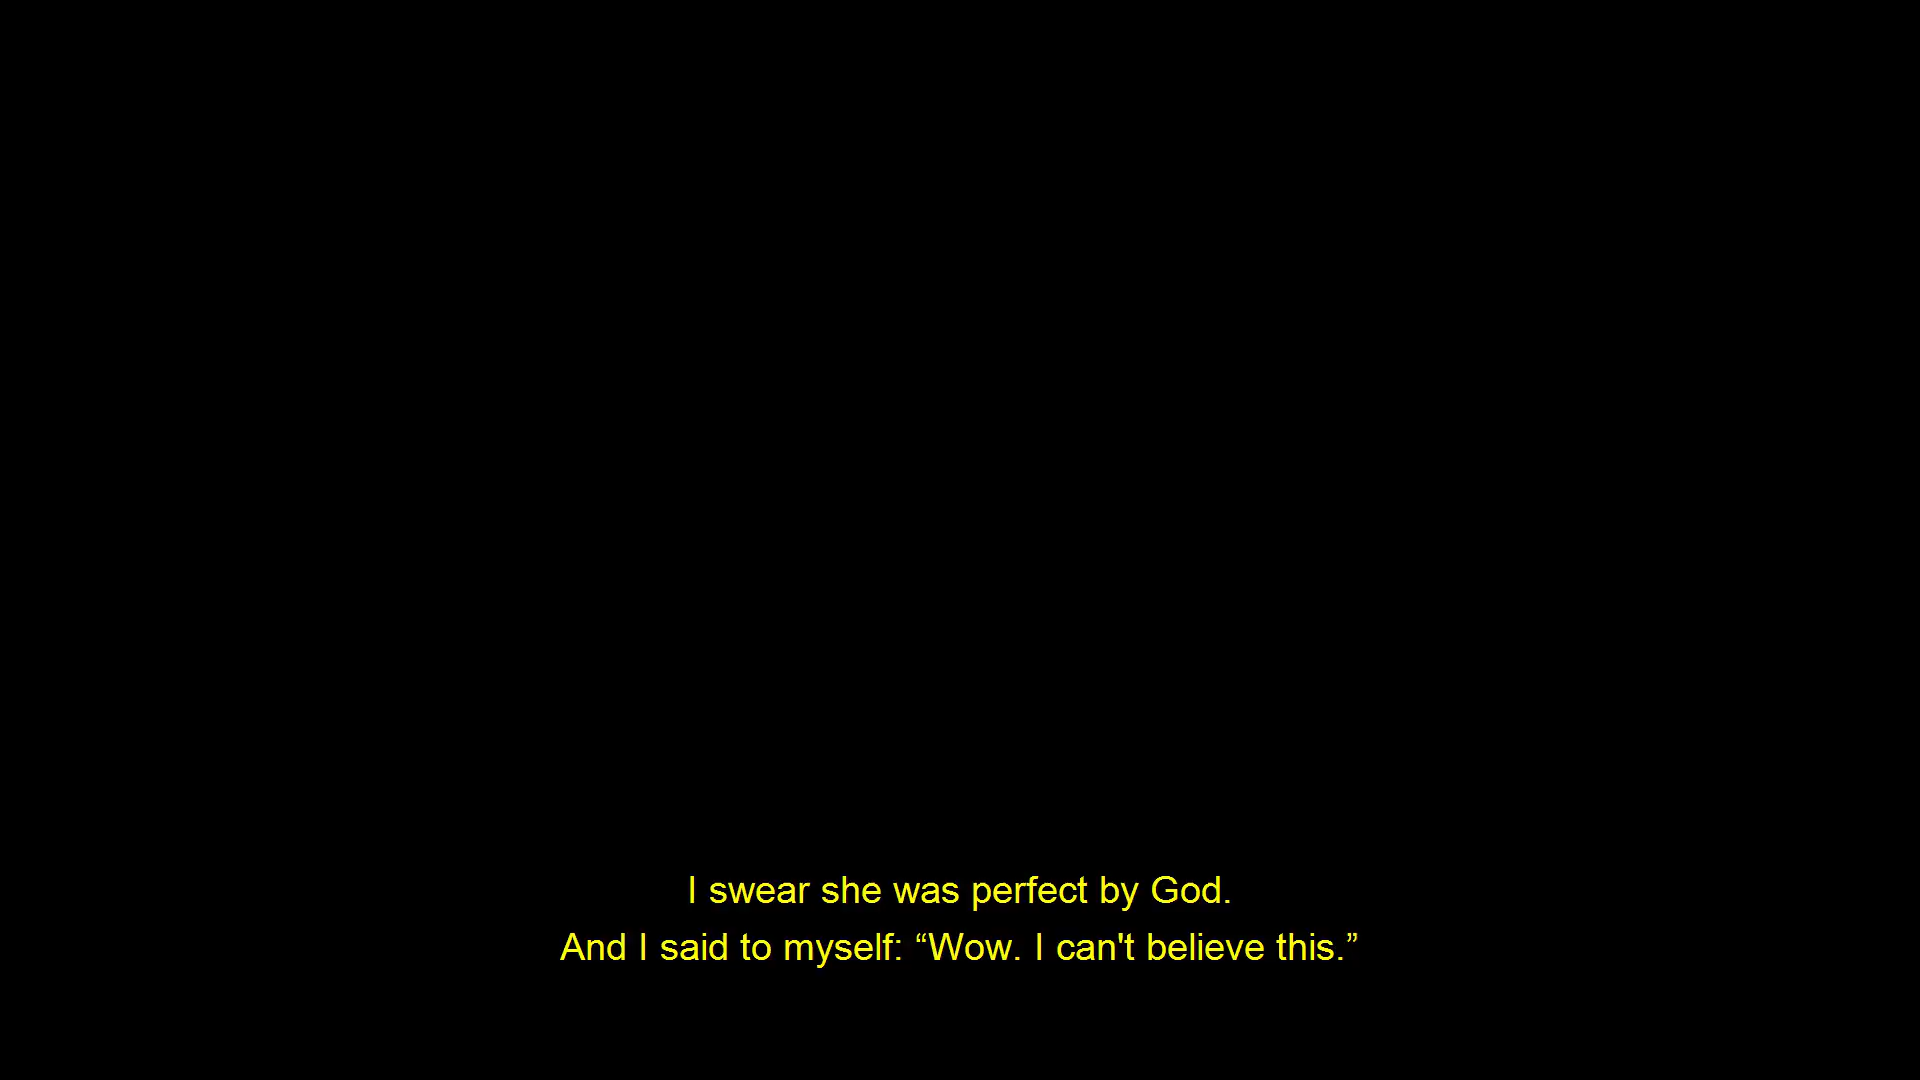 I swear she was perfect by God.
And I said to myself: “Wow. I can't believe this.”